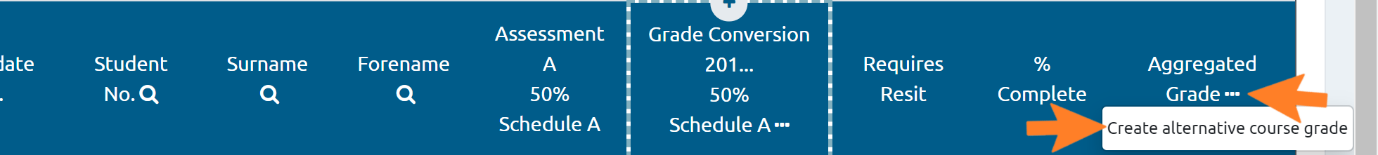 date
Student
No.
Surname
Forename
Assessment
A
50%
Schedule A
Grade Conversion
201...
50%
Schedule A
Requires
Resit
%
Complete
Aggregated
Grade
Create alternative course grade